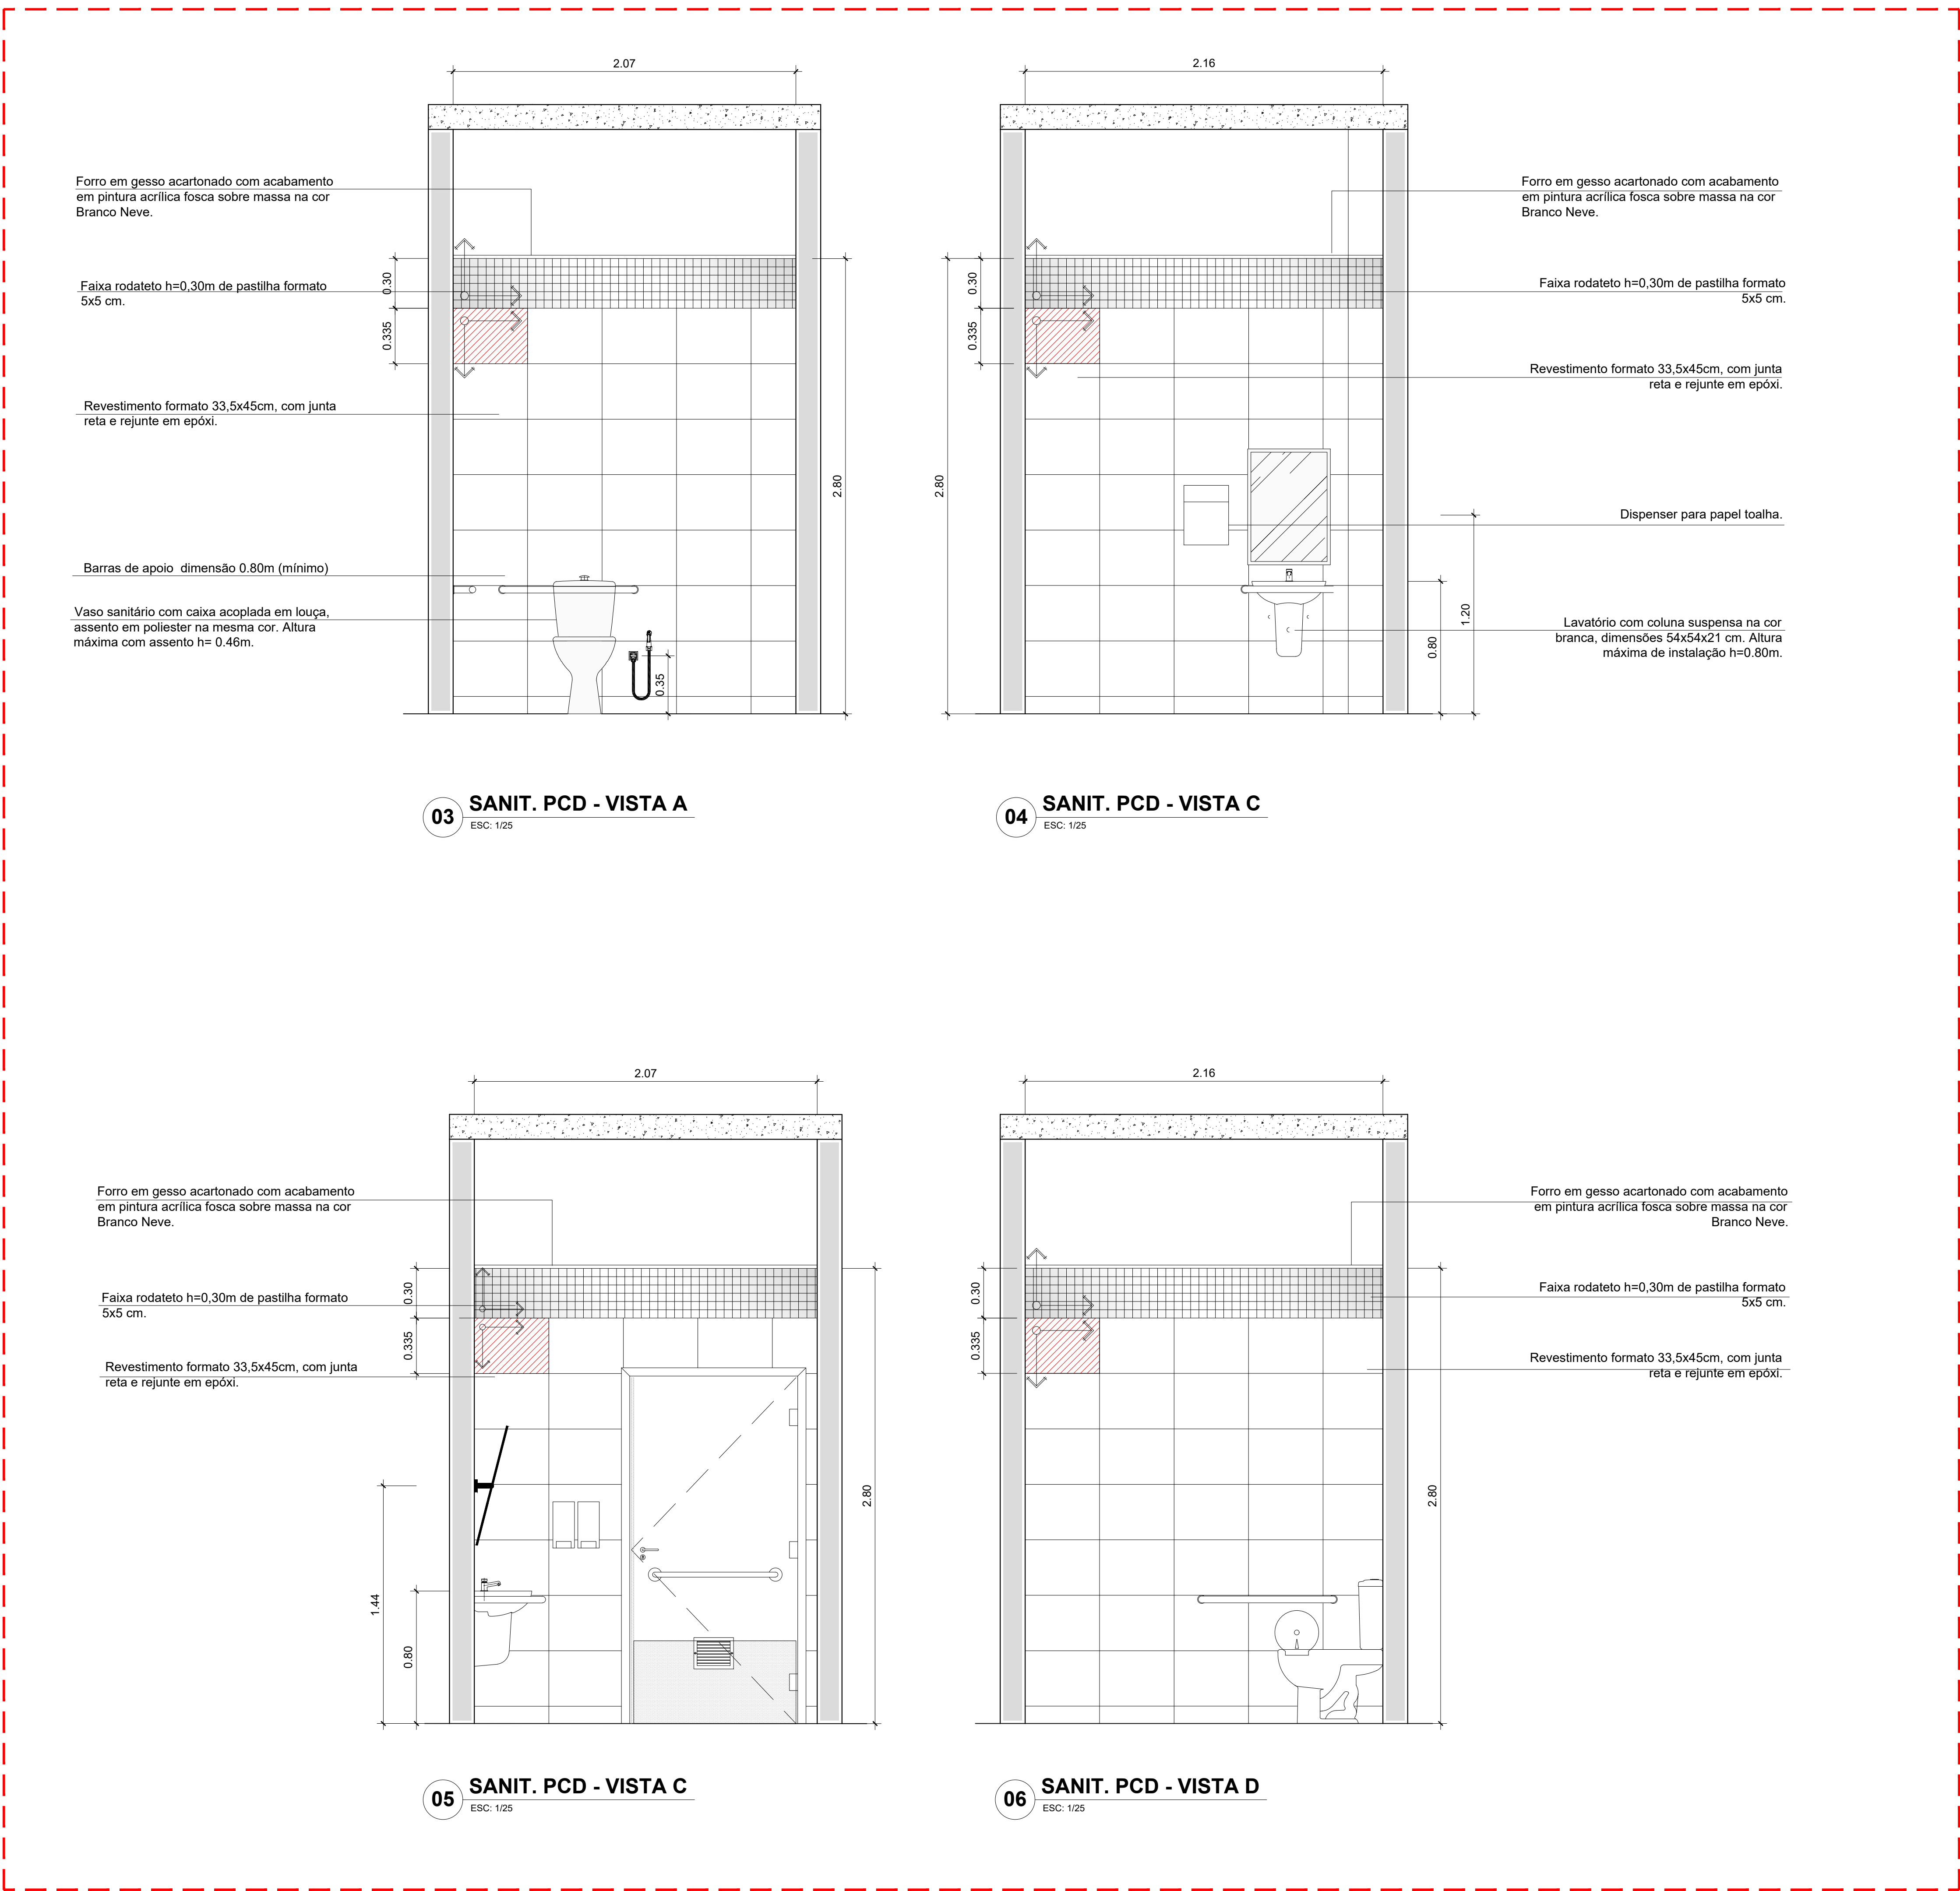 2.07
Forro em gesso acartonado com acabamento
em pintura acrílica fosca sobre massa na cor
Branco Neve.
0.30
Faixa rodateto h=0,30m de pastilha formato
5x5 cm.
0.335
Revestimento formato 33,5x45cm, com junta
reta e rejunte em epóxi.
2.80
Barras de apoio  dimensão 0.80m (mínimo)
Vaso sanitário com caixa acoplada em louça,
assento em poliester na mesma cor. Altura
máxima com assento h= 0.46m.
0.35
03
SANIT. PCD - VISTA A
ESC: 1/25
2.16
Forro em gesso acartonado com acabamento
em pintura acrílica fosca sobre massa na cor
Branco Neve.
0.30
Faixa rodateto h=0,30m de pastilha formato
5x5 cm.
0.335
Revestimento formato 33,5x45cm, com junta
reta e rejunte em epóxi.
2.80
Dispenser para papel toalha.
1.20
0.80
Lavatório com coluna suspensa na cor
branca, dimensões 54x54x21 cm. Altura
máxima de instalação h=0.80m.
04
SANIT. PCD - VISTA C
ESC: 1/25
2.07
Forro em gesso acartonado com acabamento
em pintura acrílica fosca sobre massa na cor
Branco Neve.
0.30
Faixa rodateto h=0,30m de pastilha formato
5x5 cm.
0.335
Revestimento formato 33,5x45cm, com junta
reta e rejunte em epóxi.
2.80
1.44
0.80
05
SANIT. PCD - VISTA C
ESC: 1/25
2.16
Forro em gesso acartonado com acabamento
em pintura acrílica fosca sobre massa na cor
Branco Neve.
0.30
Faixa rodateto h=0,30m de pastilha formato
5x5 cm.
0.335
Revestimento formato 33,5x45cm, com junta
reta e rejunte em epóxi.
2.80
06
SANIT. PCD - VISTA D
ESC: 1/25